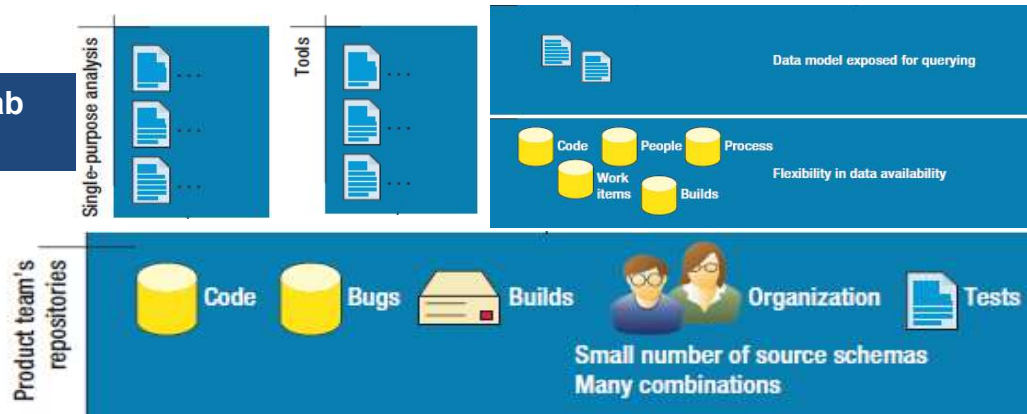 ab
Single-purpose analysis
...
...
...
Tools
...
...
...
Data model exposed for querying
Code
People
Process
Work
items
Builds
Flexibility in data availability
Product team's
repositories
Code
Bugs
Builds
Organization
Tests
Small number of source schemas
Many combinations